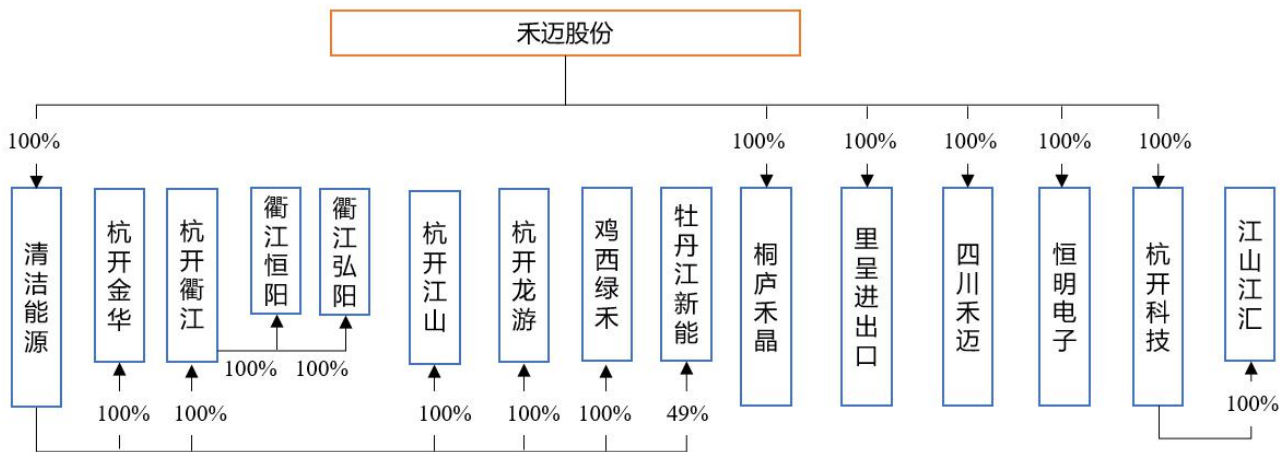 禾迈股份
100%
100%
100%
100%
100%
100%
清洁能源
杭开金华
杭开衢江
衢江恒阳
衢江弘阳
杭开江山
杭开龙游
鸡西绿禾
牡丹江新能
桐庐禾晶
里呈进出口
四川禾迈
恒明电子
杭开科技
江山江汇
100%
100%
100%
100%
100%
100%
100%
49%
100%